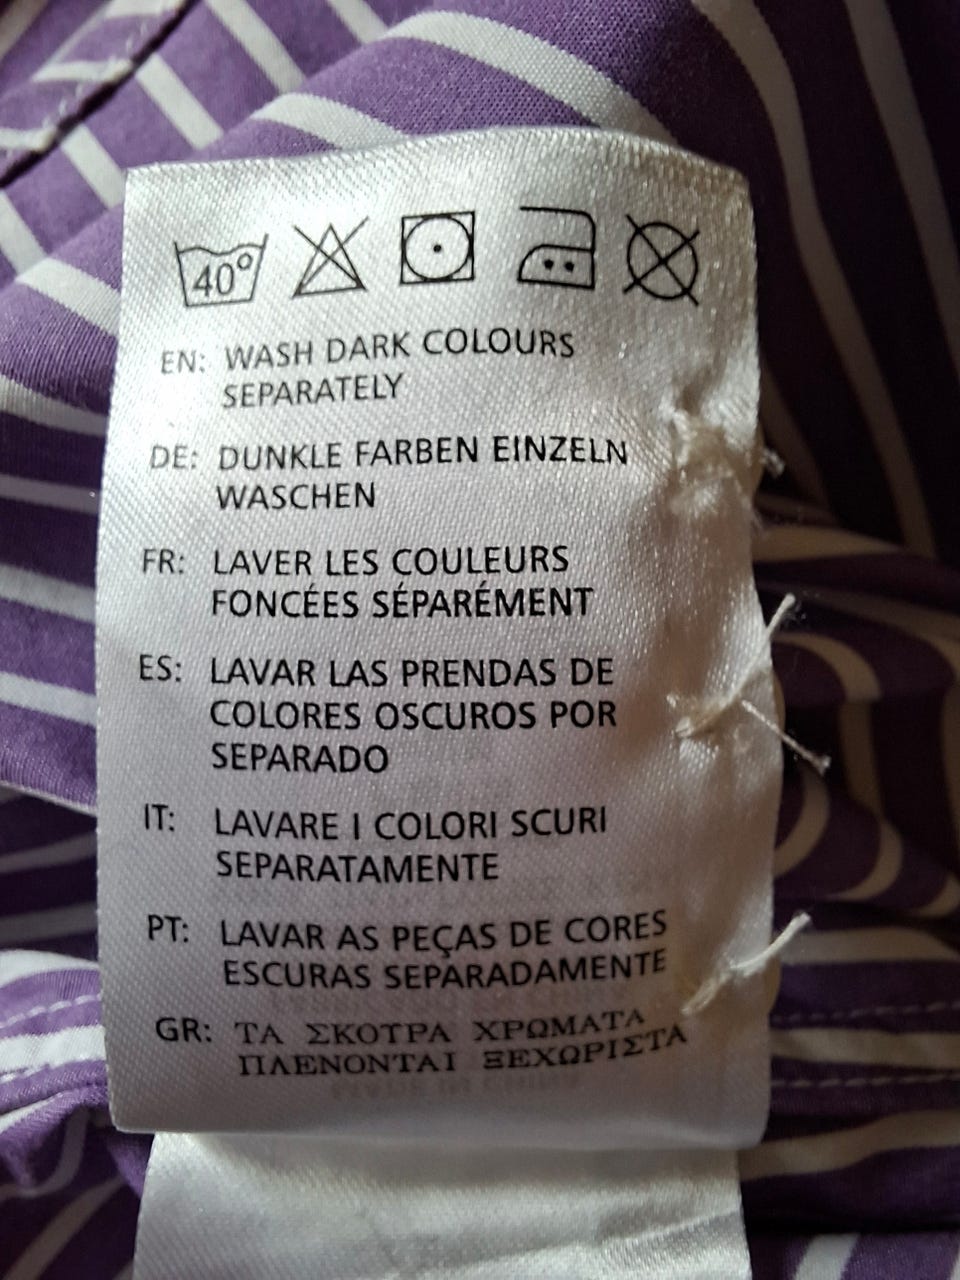 40°
EN: WASH DARK COLOURS
SEPARATELY
DE: DUNKLE FARBEN EINZELN
WASCHEN
FR: LAVER LES COULEURS
FONCÉES SÉPARÉMENT
ES: LAVAR LAS PRENDAS DE
COLORES OSCUROS POR
SEPARADO
IT: LAVARE I COLORI SCURI
SEPARATAMENTE
PT: LAVAR AS PEÇAS DE CORES
ESCURAS SEPARADAMENTE
GR: ΤΑ ΣΚΟΤΡΑ ΧΡΩΜΑΤΑ
ΠΛΕΝΟΝΤΑΙ ΞΕΧΩΡΙΣΤΑ